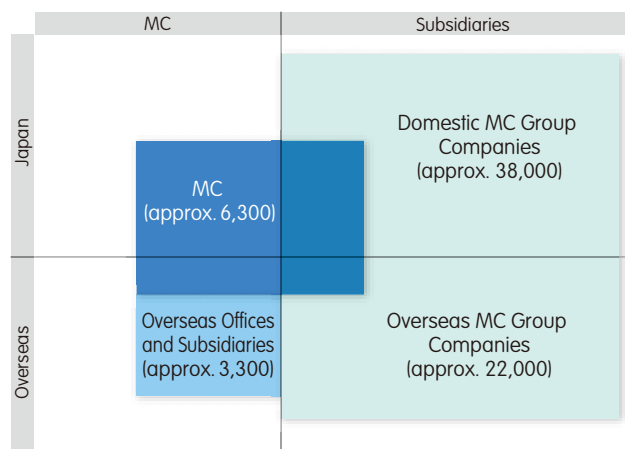 MC
Subsidiaries
Japan
Domestic MC Group
Companies
(approx. 38,000)
MC
(approx. 6,300)
Overseas
Overseas Offices
and Subsidiaries
(approx. 3,300)
Overseas MC Group
Companies
(approx. 22,000)